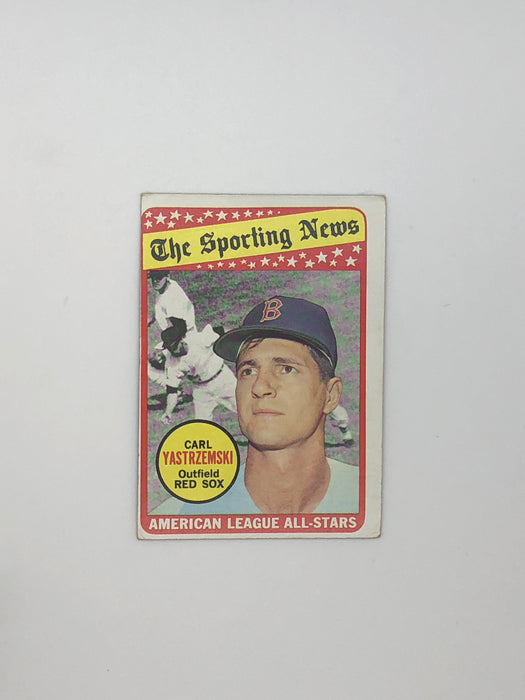 The Sporting News
B
CARL
YASTRZEMSKI
Outfield
RED SOX
AMERICAN LEAGUE ALL-STARS